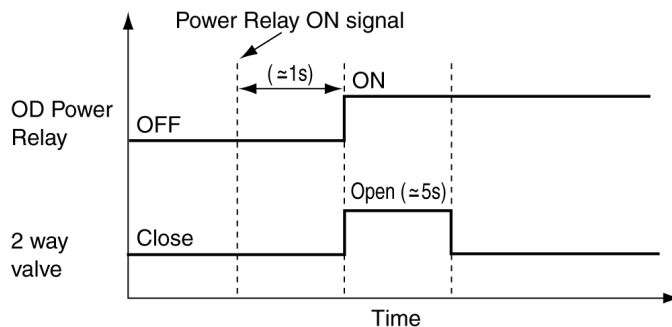 Power Relay ON signal
(≃1s)
ON
OD Power
Relay
OFF
Open (≃5s)
2 way
valve
Close
Time